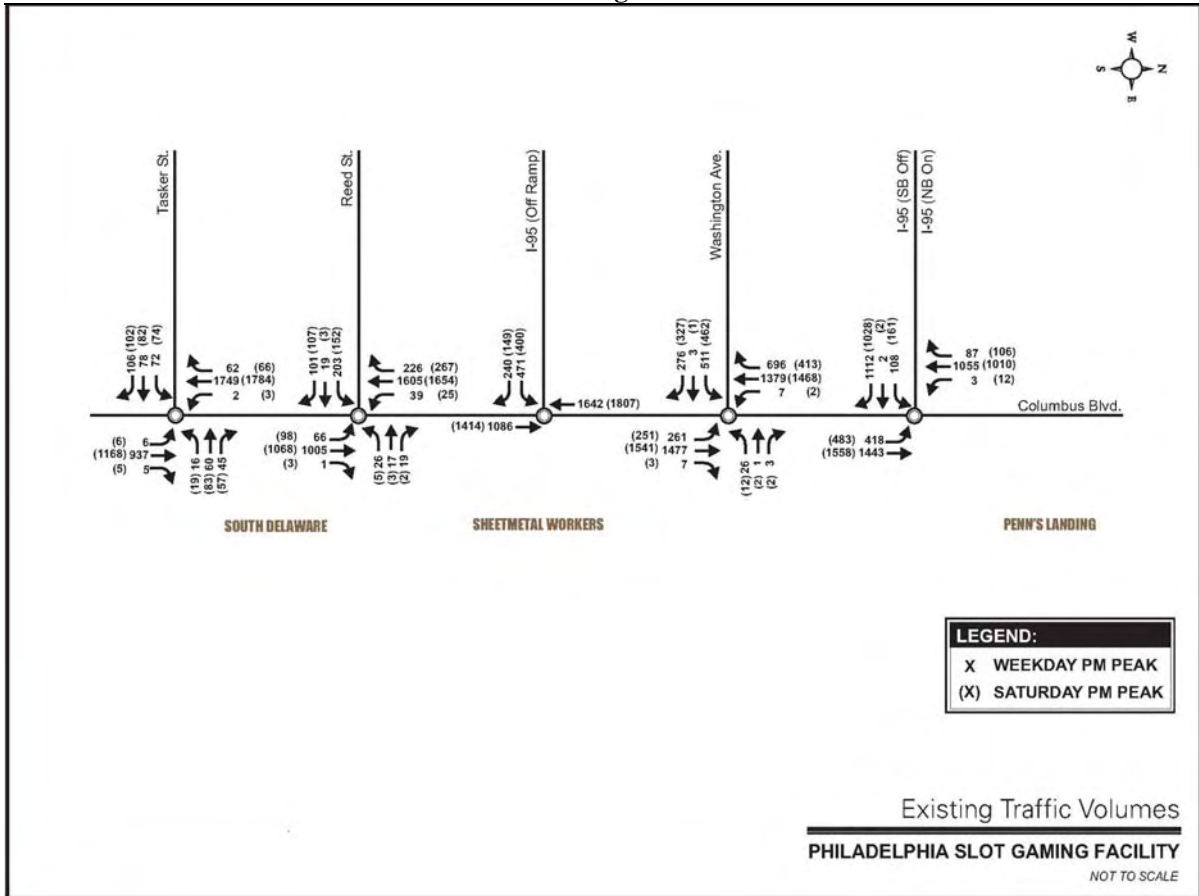 W
S N
E
Tasker St.
Reed St.
I-95 (Off Ramp)
Washington Ave.
I-95 (SB Off)
I-95 (NB On)
106 (102)
78 (82)
72 (74)
62 (66)
1749 (1784)
2 (3)
(6) 6
(1168) 937
(5) 5
(19) 16
(83) 60
(57) 45
101 (107)
19 (3)
203 (152)
226 (267)
1605 (1654)
39 (25)
(98) 66
(1068) 1005
(3) 1
(5) 26
(3) 17
(2) 19
240 (149)
471 (400)
1642 (1807)
(1414) 1086
276 (327)
3 (1)
511 (462)
696 (413)
1379 (1468)
7 (2)
(251) 261
(1541) 1477
(3) 7
(12) 26
(2) 1
(2) 3
1112 (1028)
2 (2)
108 (161)
87 (106)
1055 (1010)
3 (12)
(483) 418
(1558) 1443
Columbus Blvd.
SOUTH DELAWARE
SHEETMETAL WORKERS
PENN'S LANDING
LEGEND:
X WEEKDAY PM PEAK
(X) SATURDAY PM PEAK
Existing Traffic Volumes
PHILADELPHIA SLOT GAMING FACILITY
NOT TO SCALE